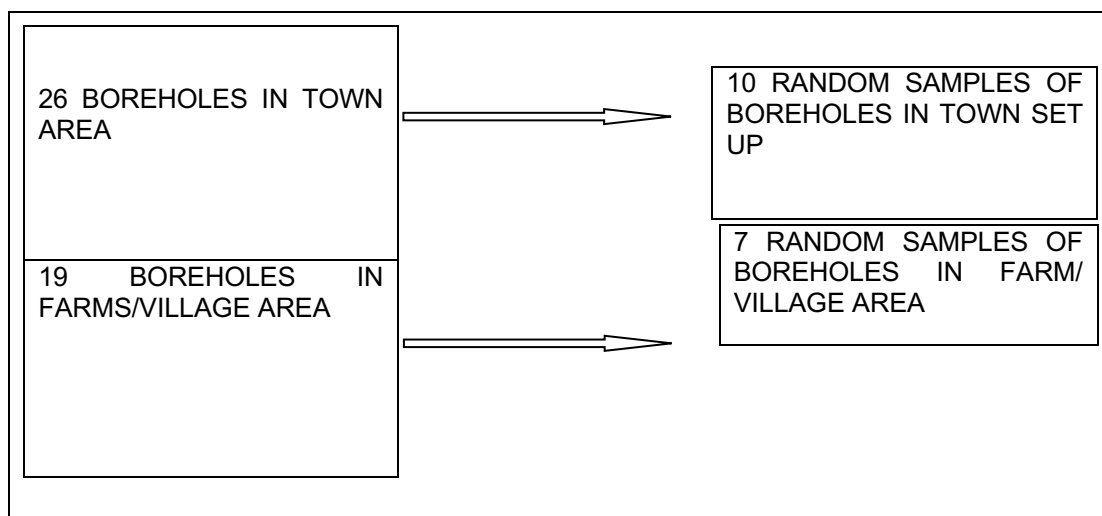 26 BOREHOLES IN TOWN
AREA
10 RANDOM SAMPLES OF
BOREHOLES IN TOWN SET
UP
19 BOREHOLES IN
FARMS/VILLAGE AREA
7 RANDOM SAMPLES OF
BOREHOLES IN FARM/
VILLAGE AREA